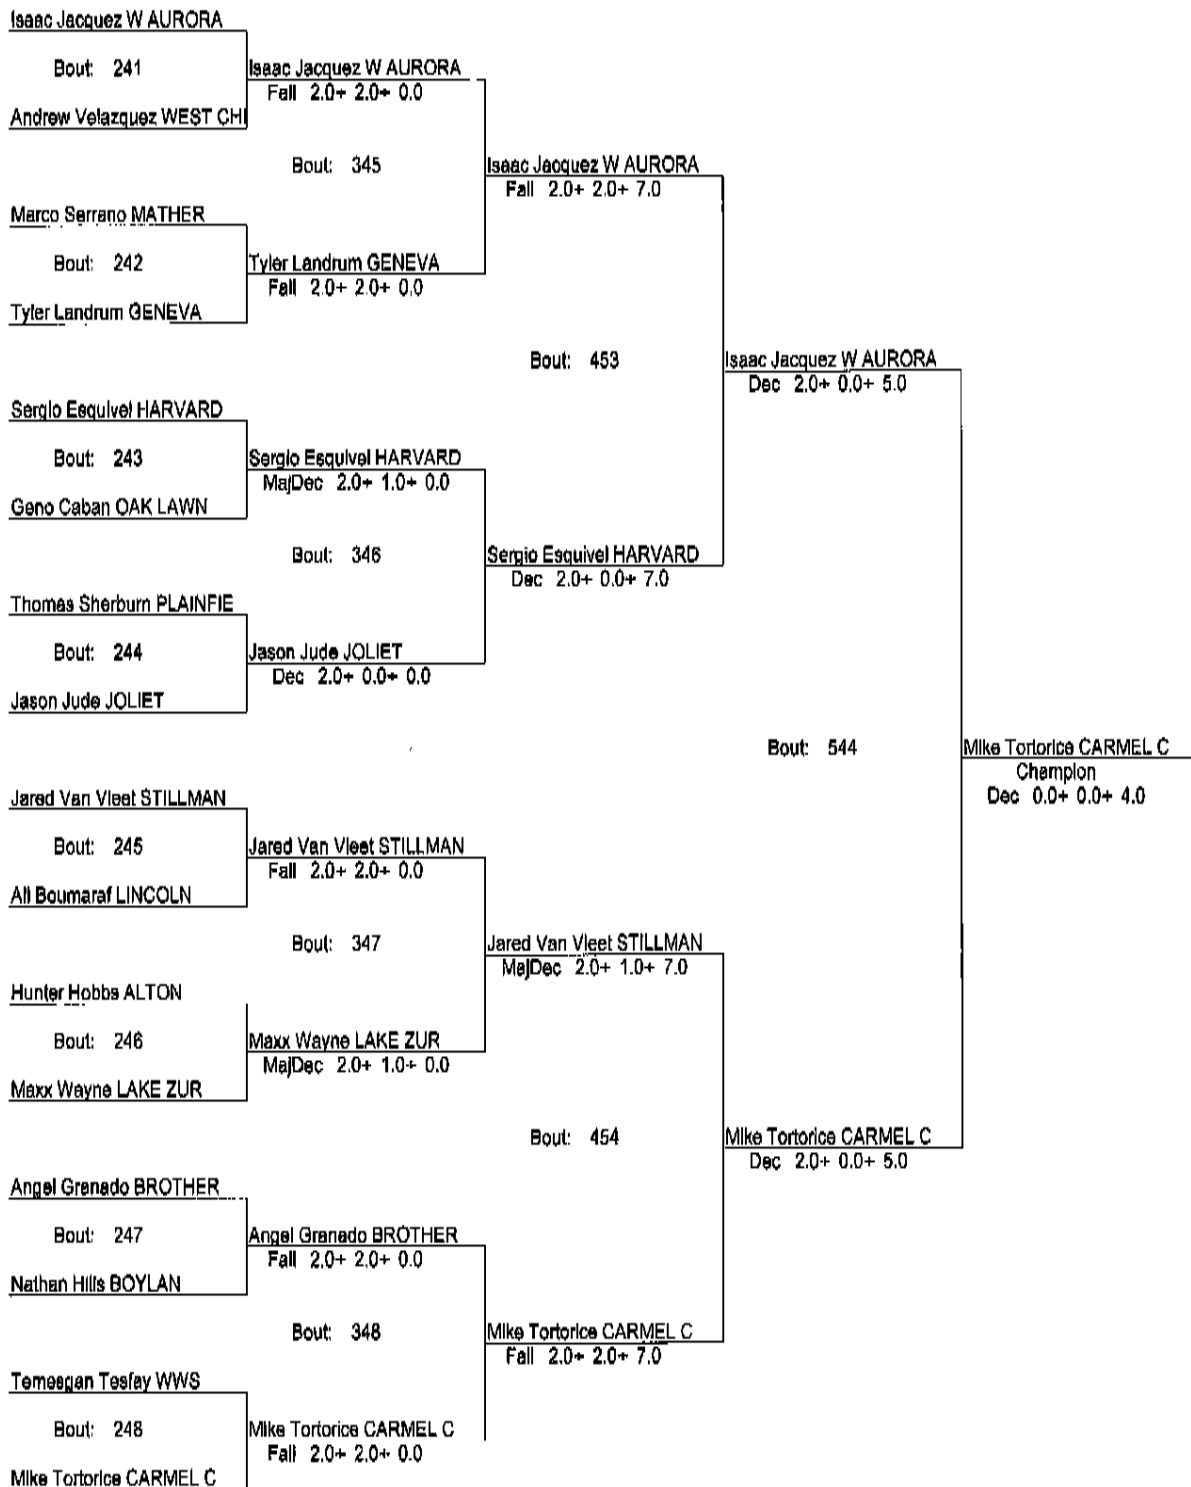 Isaac Jacquez W AURORA
Bout: 241
Isaac Jacquez W AURORA
Fall 2.0+ 2.0+ 0.0
Andrew Velazquez WEST CHI
Bout: 345
Isaac Jacquez W AURORA
Fall 2.0+ 2.0+ 7.0
Marco Serrano MATHER
Bout: 242
Tyler Landrum GENEVA
Fall 2.0+ 2.0+ 0.0
Tyler Landrum GENEVA
Bout: 453
Isaac Jacquez W AURORA
Dec 2.0+ 0.0+ 5.0
Sergio Esquivel HARVARD
Bout: 243
Sergio Esquivel HARVARD
MajDec 2.0+ 1.0+ 0.0
Geno Caban OAK LAWN
Bout: 346
Sergio Esquivel HARVARD
Dec 2.0+ 0.0+ 7.0
Thomas Sherburn PLAINFIE
Bout: 244
Jason Jude JOLIET
Dec 2.0+ 0.0+ 0.0
Jason Jude JOLIET
Bout: 544
Mike Tortorice CARMEL C
Champion
Dec 0.0+ 0.0+ 4.0
Jared Van Vleet STILLMAN
Bout: 245
Jared Van Vleet STILLMAN
Fall 2.0+ 2.0+ 0.0
Ali Boumaraf LINCOLN
Bout: 347
Jared Van Vleet STILLMAN
MajDec 2.0+ 1.0+ 7.0
Hunter Hobbs ALTON
Bout: 246
Maxx Wayne LAKE ZUR
MajDec 2.0+ 1.0+ 0.0
Maxx Wayne LAKE ZUR
Bout: 454
Mike Tortorice CARMEL C
Dec 2.0+ 0.0+ 5.0
Angel Granado BROTHER
Bout: 247
Angel Granado BROTHER
Fall 2.0+ 2.0+ 0.0
Nathan Hills BOYLAN
Bout: 348
Mike Tortorice CARMEL C
Fall 2.0+ 2.0+ 7.0
Temesgan Tesfay WWS
Bout: 248
Mike Tortorice CARMEL C
Fall 2.0+ 2.0+ 0.0
Mike Tortorice CARMEL C